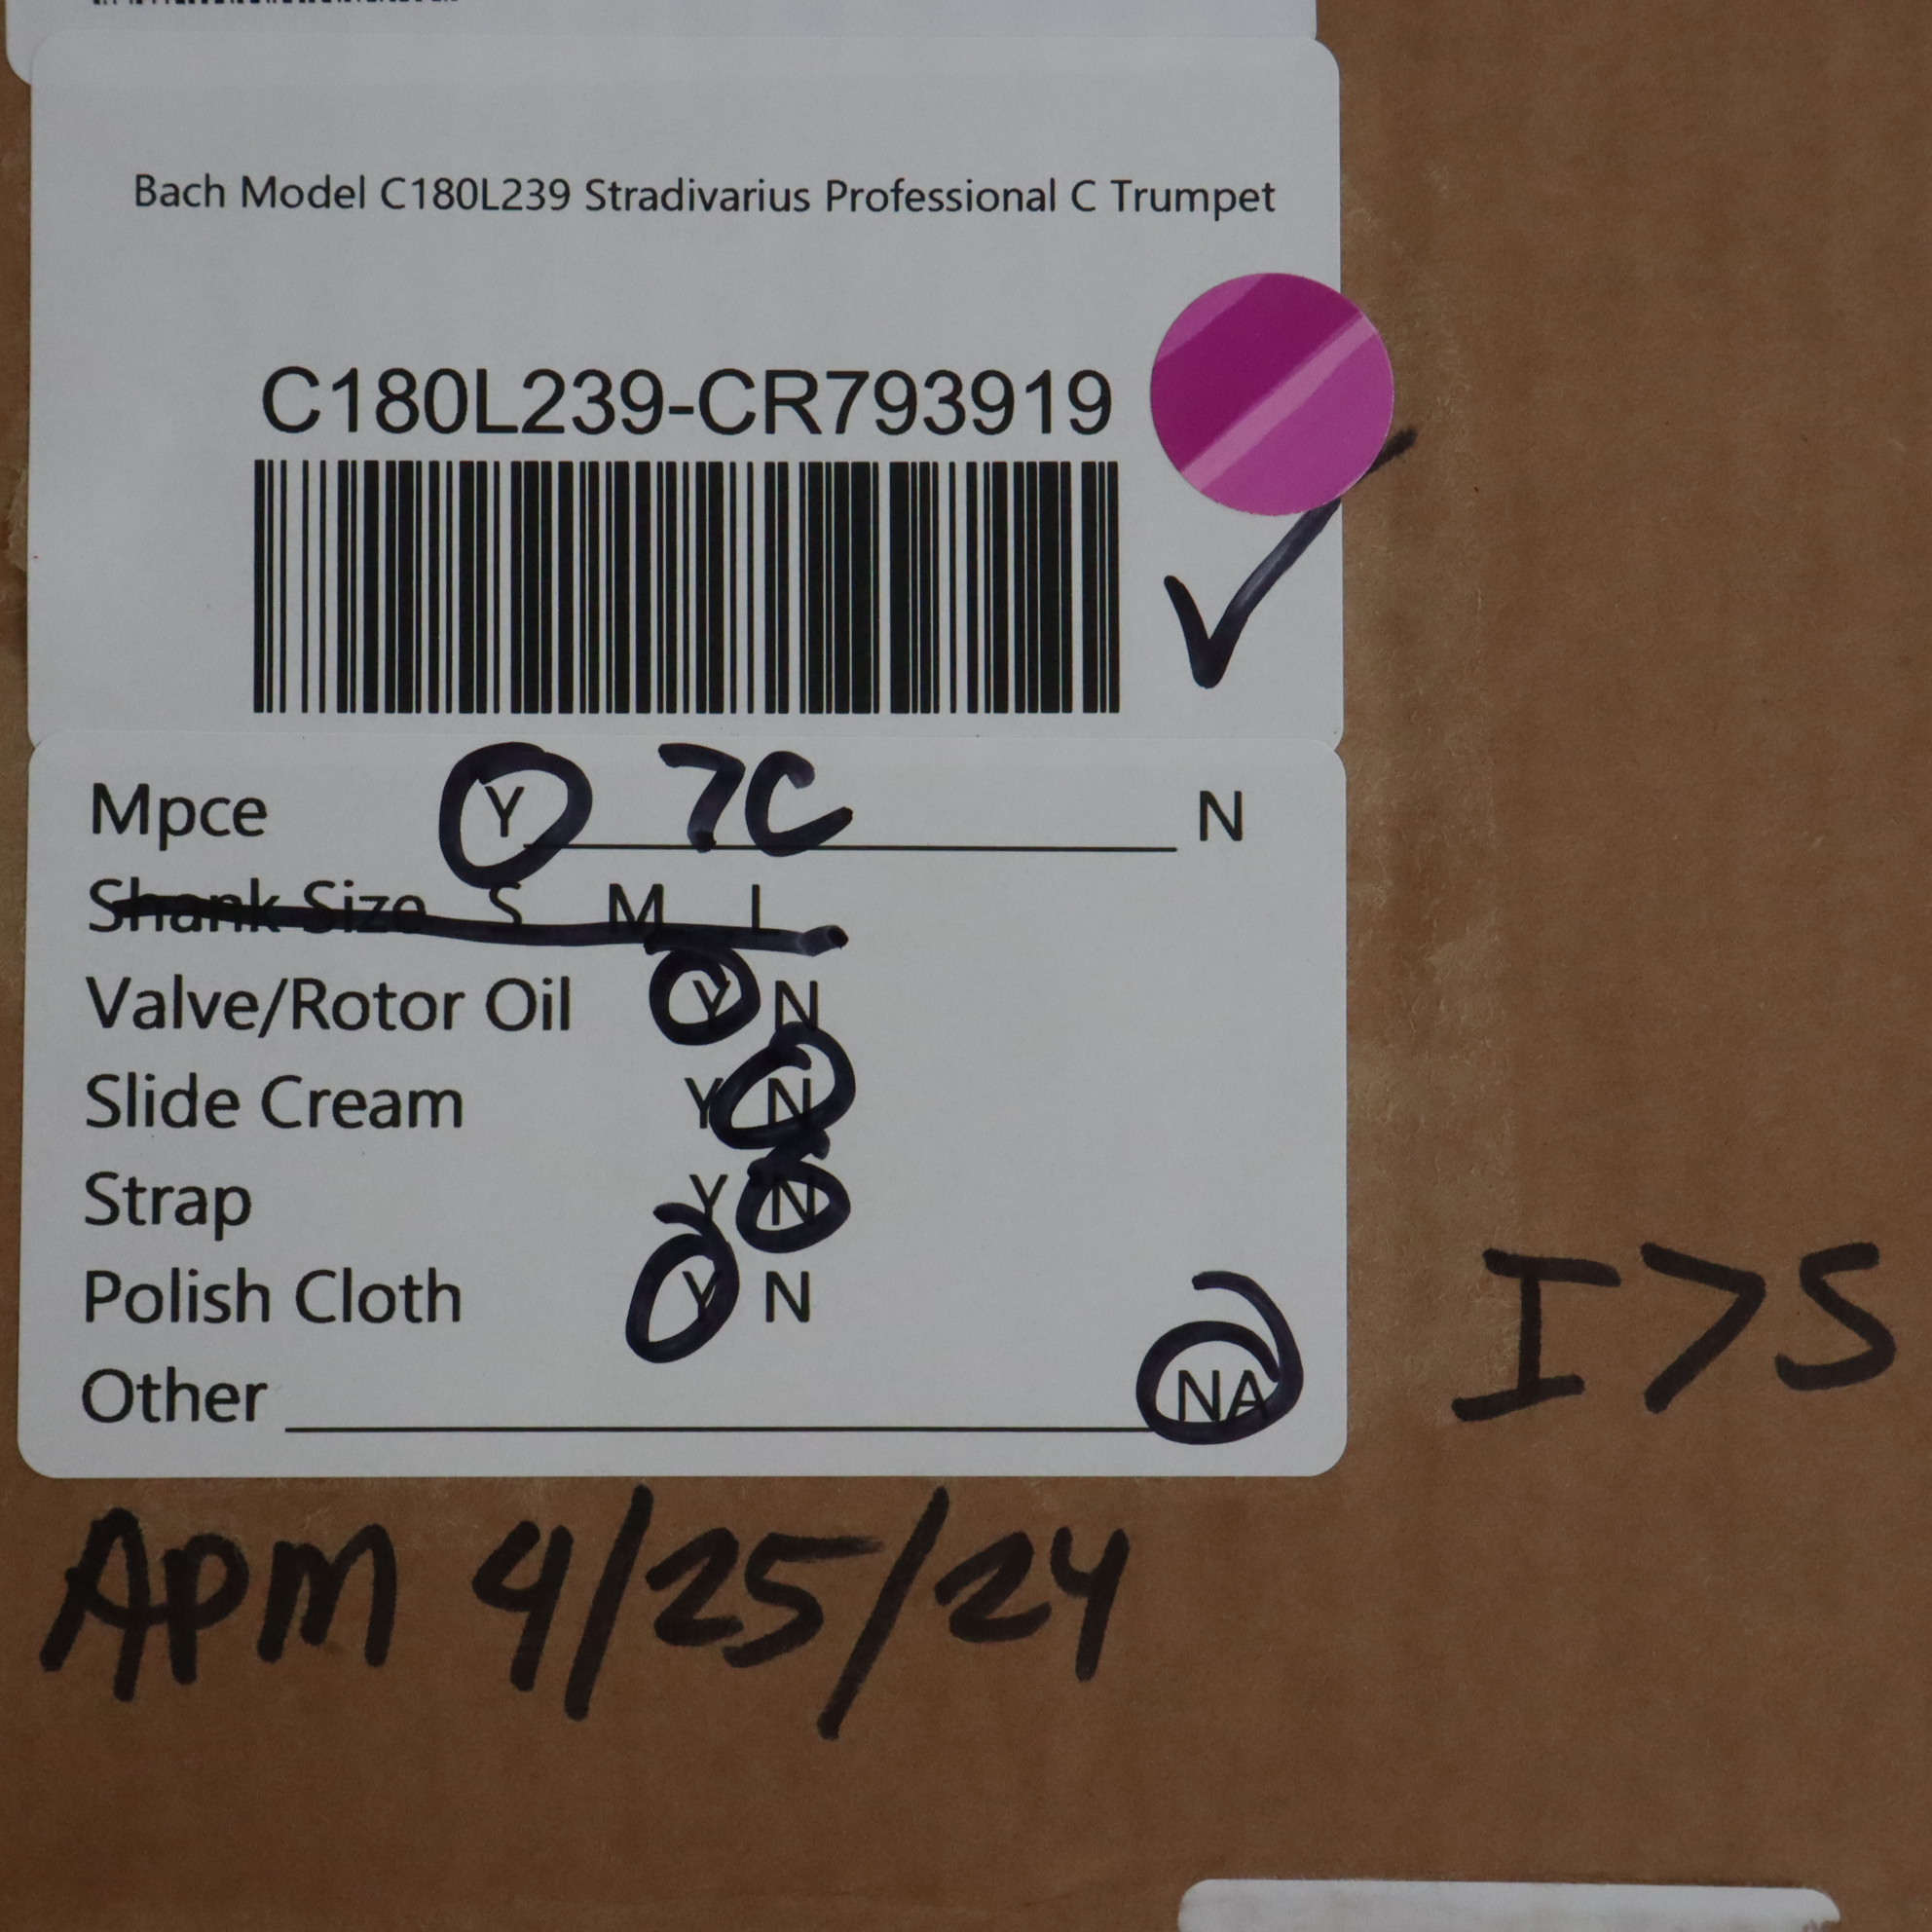 Bach Model C180L239 Stradivarius Professional C Trumpet
C180L239-CR793919
Mpce Y 7C N
Shank Size S M L
Valve/Rotor Oil Y N
Slide Cream Y N
Strap Y N
Polish Cloth Y N
Other NA
I>S
APM 4/25/24